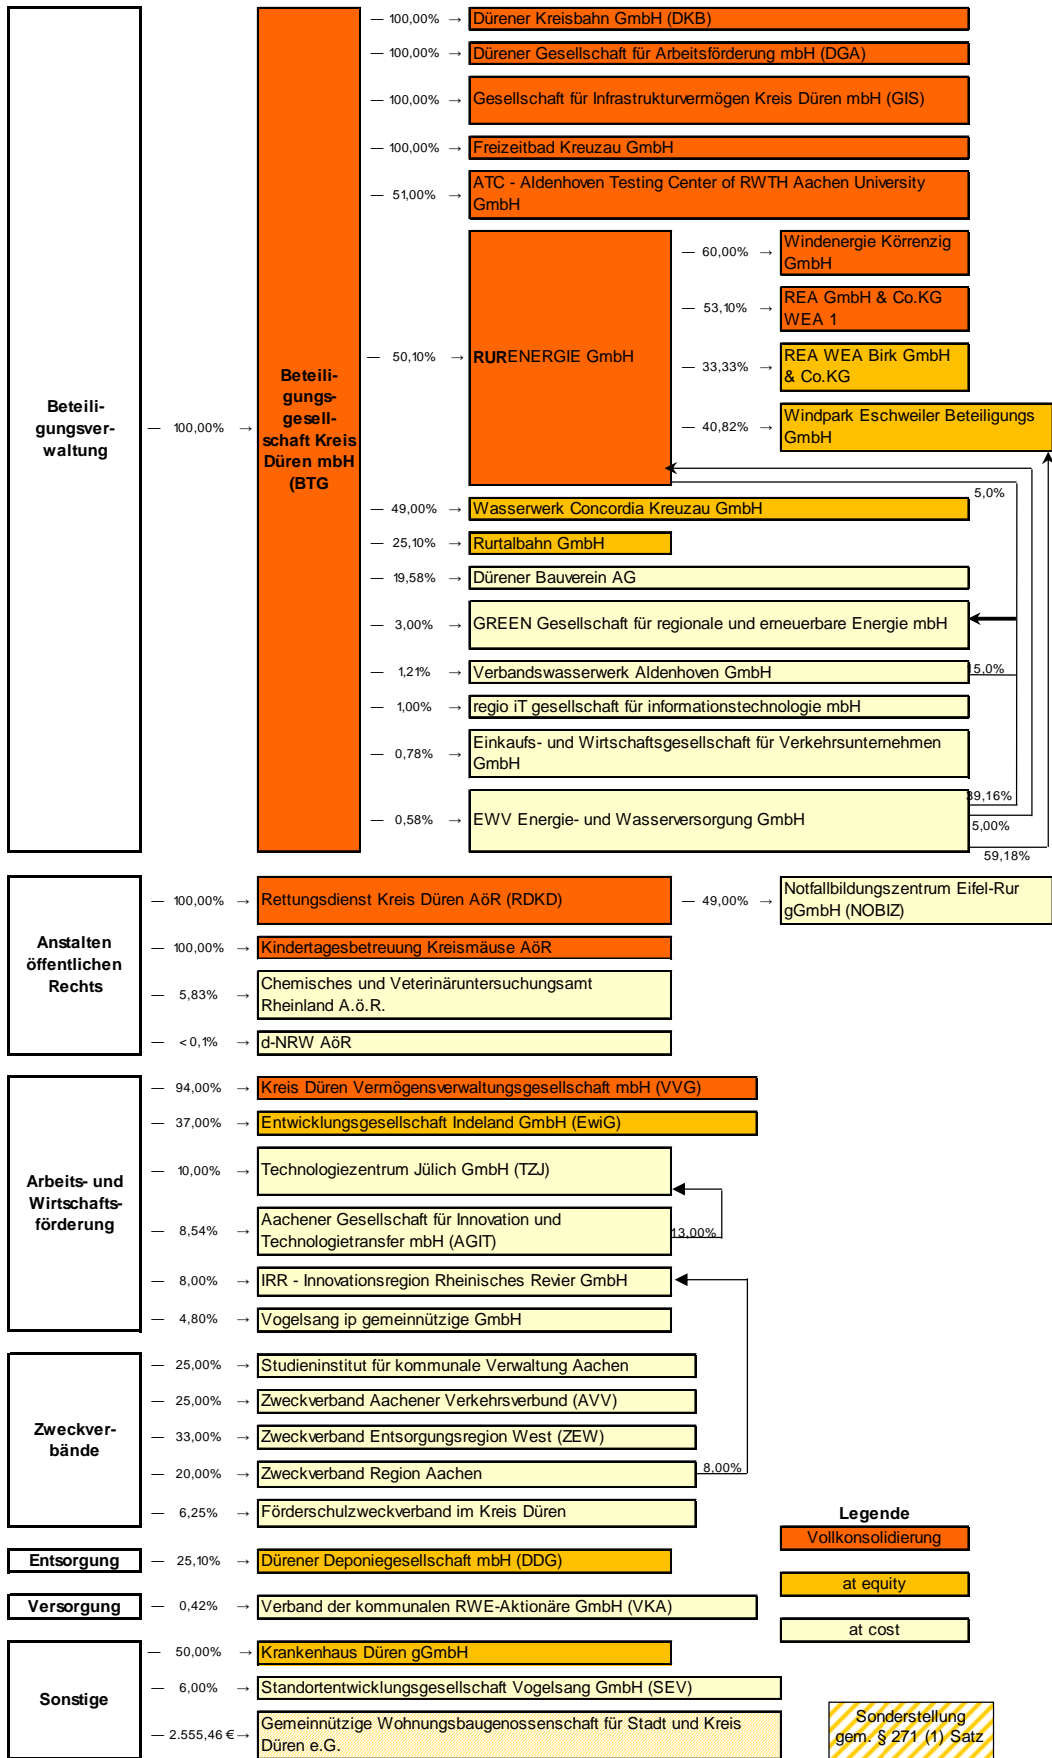 Beteili-
gungsver-
waltung
— 100,00% →
Beteili-
gungs-
gesell-
schaft Kreis
Düren mbH
(BTG
— 100,00% → Dürener Kreisbahn GmbH (DKB)
— 100,00% → Dürener Gesellschaft für Arbeitsförderung mbH (DGA)
— 100,00% → Gesellschaft für Infrastrukturvermögen Kreis Düren mbH (GIS)
— 100,00% → Freizeitbad Kreuzau GmbH
— 51,00% → ATC - Aldenhoven Testing Center of RWTH Aachen University
GmbH
— 50,10% → RURENERGIE GmbH
— 60,00% → Windenergie Körrenzig
GmbH
— 53,10% → REA GmbH & Co.KG
WEA 1
— 33,33% → REA WEA Birk GmbH
& Co.KG
— 40,82% → Windpark Eschweiler Beteiligungs
GmbH
5,0%
— 49,00% → Wasserwerk Concordia Kreuzau GmbH
— 25,10% → Rurtalbahn GmbH
— 19,58% → Dürener Bauverein AG
— 3,00% → GREEN Gesellschaft für regionale und erneuerbare Energie mbH
— 1,21% → Verbandswasserwerk Aldenhoven GmbH
15,0%
— 1,00% → regio iT gesellschaft für informationstechnologie mbH
— 0,78% → Einkaufs- und Wirtschaftsgesellschaft für Verkehrsunternehmen
GmbH
— 0,58% → EWV Energie- und Wasserversorgung GmbH
39,16%
5,00%
59,18%
Anstalten
öffentlichen
Rechts
— 100,00% → Rettungsdienst Kreis Düren AöR (RDKD)
— 49,00% → Notfallbildungszentrum Eifel-Rur
gGmbH (NOBIZ)
— 100,00% → Kindertagesbetreuung Kreismäuse AöR
— 5,83% → Chemisches und Veterinäruntersuchungsamt
Rheinland A.ö.R.
— < 0,1% → d-NRW AöR
Arbeits- und
Wirtschafts-
förderung
— 94,00% → Kreis Düren Vermögensverwaltungsgesellschaft mbH (VVG)
— 37,00% → Entwicklungsgesellschaft Indeland GmbH (EwiG)
— 10,00% → Technologiezentrum Jülich GmbH (TZJ)
— 8,54% → Aachener Gesellschaft für Innovation und
Technologietransfer mbH (AGIT)
13,00%
— 8,00% → IRR - Innovationsregion Rheinisches Revier GmbH
— 4,80% → Vogelsang ip gemeinnützige GmbH
Zweckver-
bände
— 25,00% → Studieninstitut für kommunale Verwaltung Aachen
— 25,00% → Zweckverband Aachener Verkehrsverbund (AVV)
— 33,00% → Zweckverband Entsorgungsregion West (ZEW)
— 20,00% → Zweckverband Region Aachen
8,00%
— 6,25% → Förderschulzweckverband im Kreis Düren
Entsorgung — 25,10% → Dürener Deponiegesellschaft mbH (DDG)
Versorgung — 0,42% → Verband der kommunalen RWE-Aktionäre GmbH (VKA)
Sonstige
— 50,00% → Krankenhaus Düren gGmbH
— 6,00% → Standortentwicklungsgesellschaft Vogelsang GmbH (SEV)
— 2.555,46 € → Gemeinnützige Wohnungsbaugenossenschaft für Stadt und Kreis
Düren e.G.
Legende
Vollkonsolidierung
at equity
at cost
Sonderstellung
gem. § 271 (1) Satz